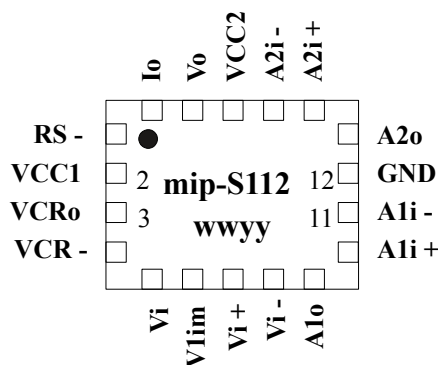 Io Vo VCC2 A2i - A2i +
RS - A2o
VCC1 2 mip-S112 12 GND
VCRo 3 wwyy 11 A1i -
VCR - A1i +
Vi V1im Vi + Vi - A1o